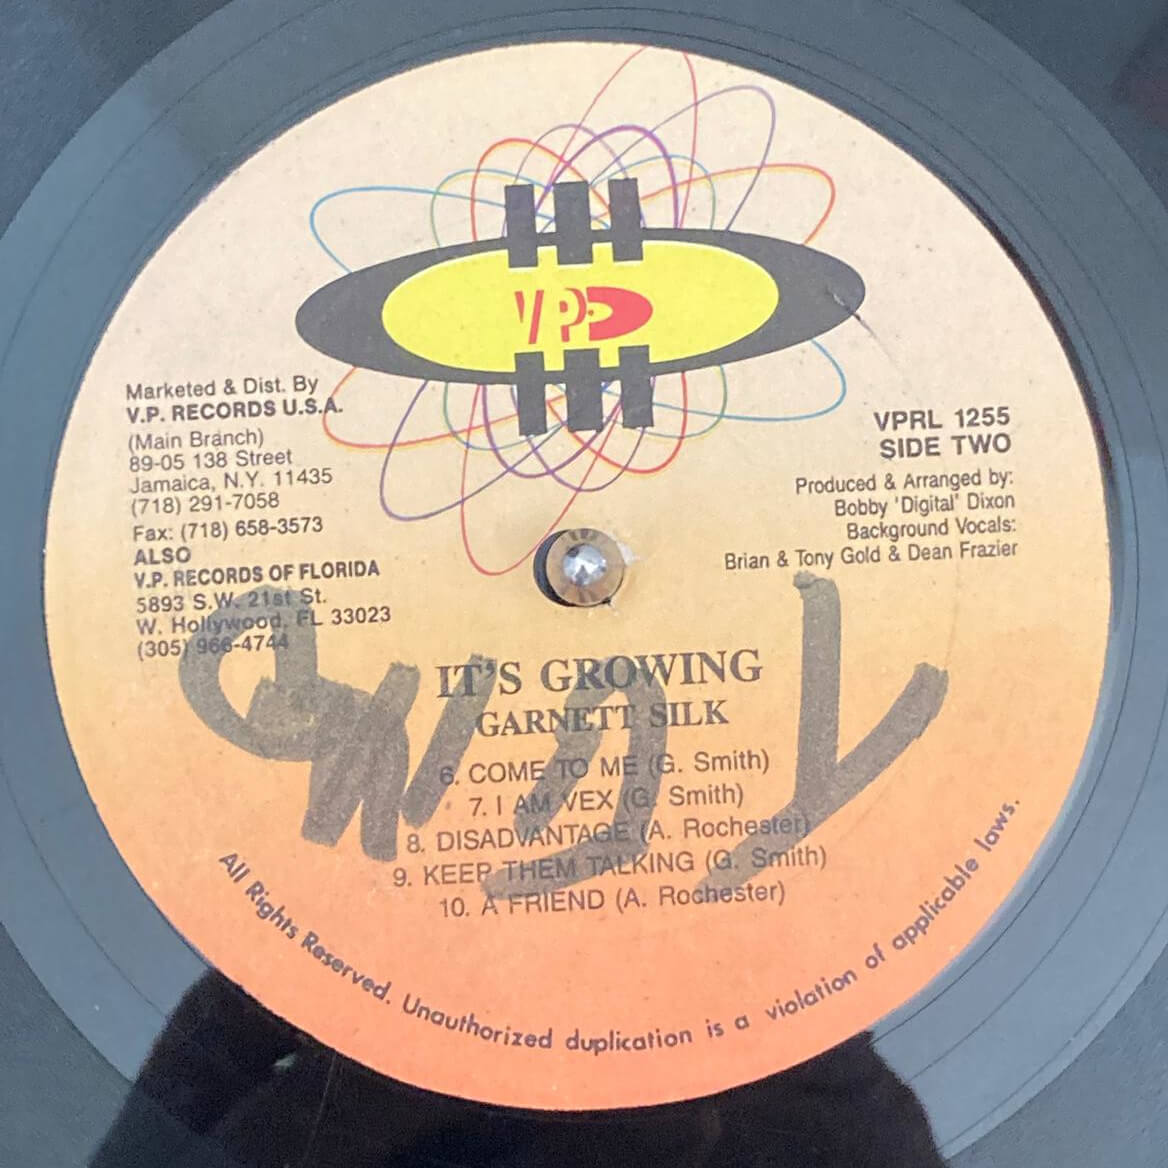 VP
Marketed & Dist. By
V.P. RECORDS U.S.A.
(Main Branch)
89-05 138 Street
Jamaica, N.Y. 11435
(718) 291-7058
Fax: (718) 658-3573
ALSO
V.P. RECORDS OF FLORIDA
5893 S.W. 21st St.
W. Hollywood, FL 33023
(305) 966-4744
VPRL 1255
SIDE TWO
Produced & Arranged by:
Bobby 'Digital' Dixon
Background Vocals:
Brian & Tony Gold & Dean Frazier
IT'S GROWING
GARNETT SILK
6. COME TO ME (G. Smith)
7. I AM VEX (G. Smith)
8. DISADVANTAGE (A. Rochester)
9. KEEP THEM TALKING (G. Smith)
10. A FRIEND (A. Rochester)
All Rights Reserved. Unauthorized duplication is a violation of applicable laws.